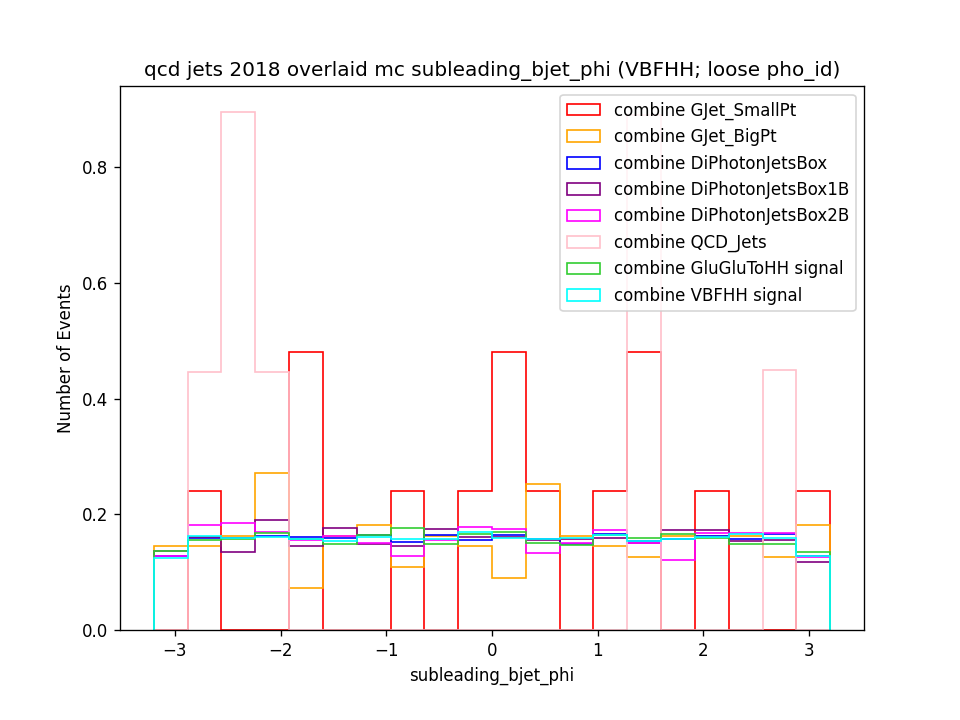 qcd jets 2018 overlaid mc subleading_bjet_phi (VBFHH; loose pho_id)
combine GJet_SmallPt
combine GJet_BigPt
combine DiPhotonJetsBox
combine DiPhotonJetsBox1B
combine DiPhotonJetsBox2B
combine QCD_Jets
combine GluGluToHH signal
combine VBFHH signal
Number of Events
0.8
0.6
0.4
0.2
0.0
−3 −2 −1 0 1 2 3
subleading_bjet_phi